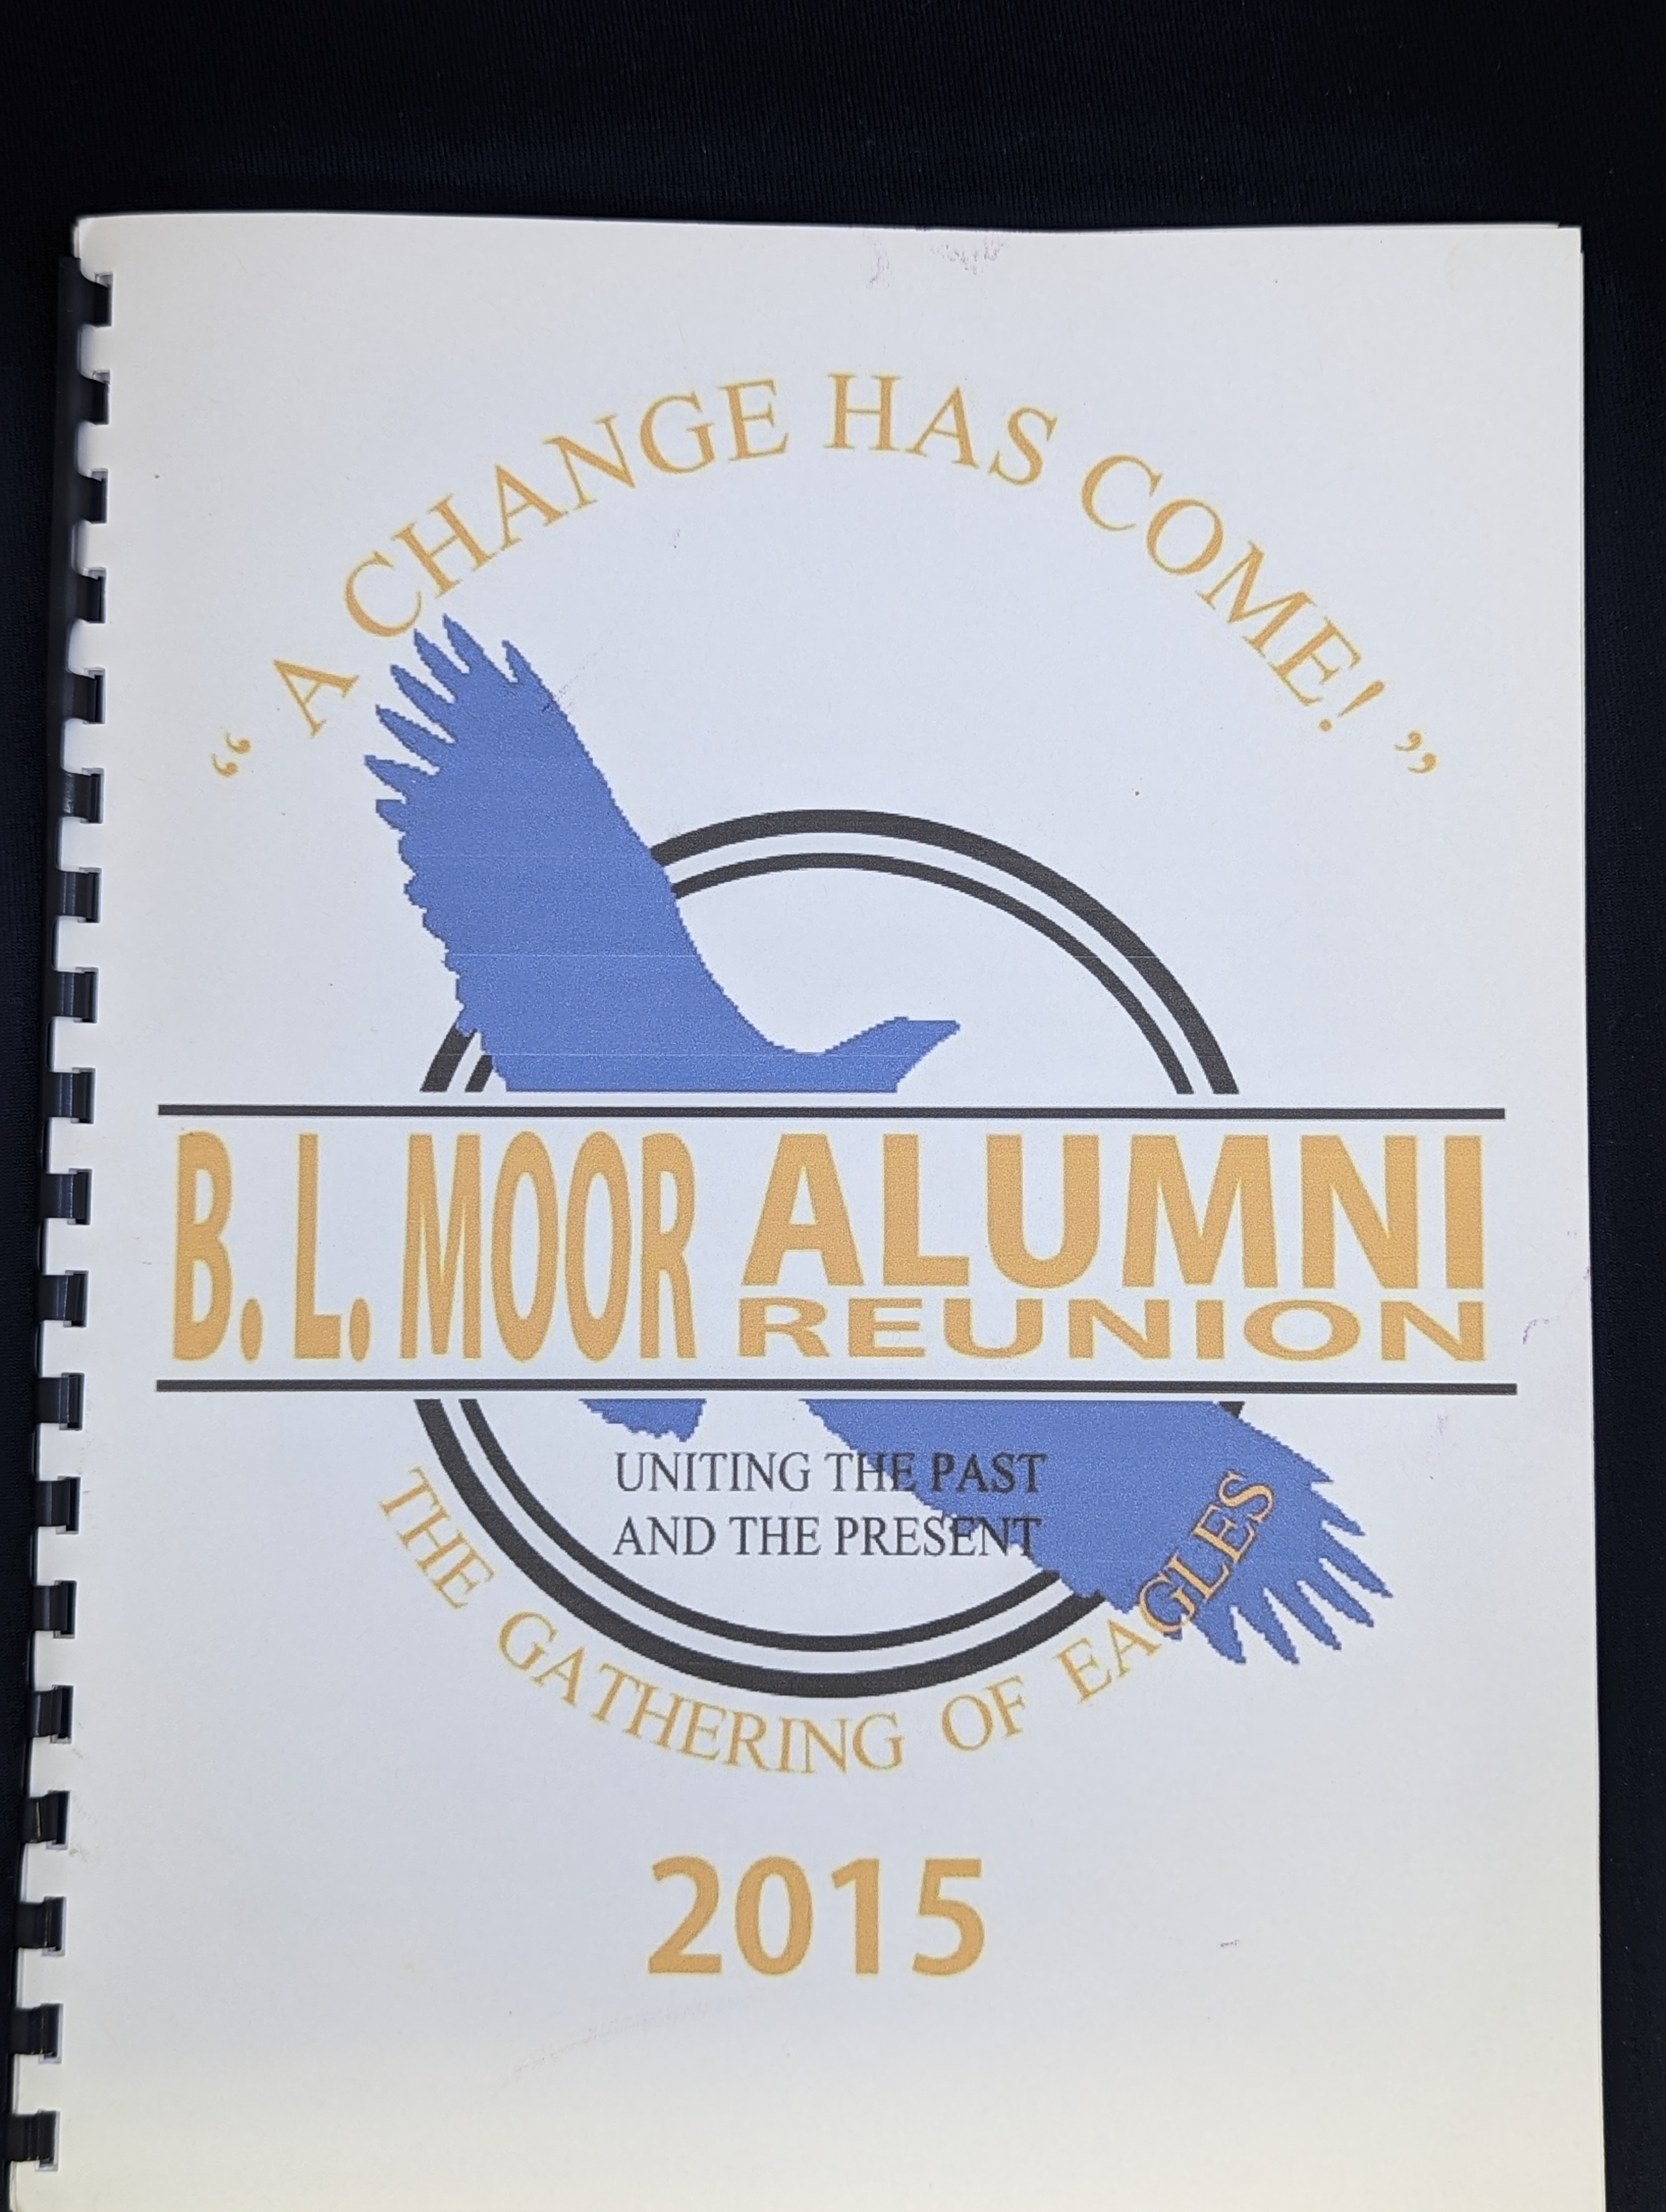 “ A CHANGE HAS COME! ”
B. L. MOOR ALUMNI
REUNION
UNITING THE PAST
AND THE PRESENT
THE GATHERING OF EAGLES
2015